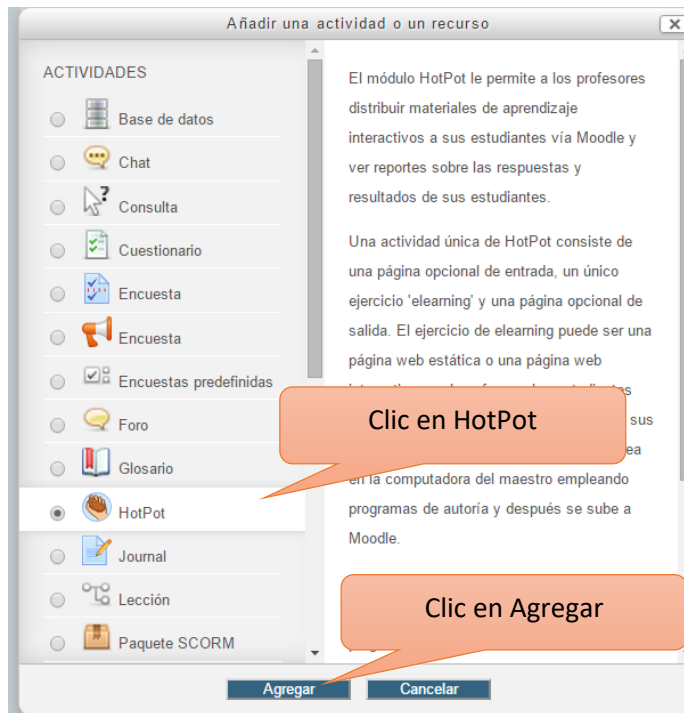 Añadir una actividad o un recurso
ACTIVIDADES
Base de datos
Chat
Consulta
Cuestionario
Encuesta
Encuesta
Encuestas predefinidas
Foro
Glosario
HotPot
Journal
Lección
Paquete SCORM
El módulo HotPot le permite a los profesores
distribuir materiales de aprendizaje
interactivos a sus estudiantes vía Moodle y
ver reportes sobre las respuestas y
resultados de sus estudiantes.
Una actividad única de HotPot consiste de
una página opcional de entrada, un único
ejercicio 'elearning' y una página opcional de
salida. El ejercicio de elearning puede ser una
página web estática o una página web
sus
en la computadora del maestro empleando
programas de autoría y después se sube a
Moodle.
Clic en HotPot
Clic en Agregar
Agregar
Cancelar